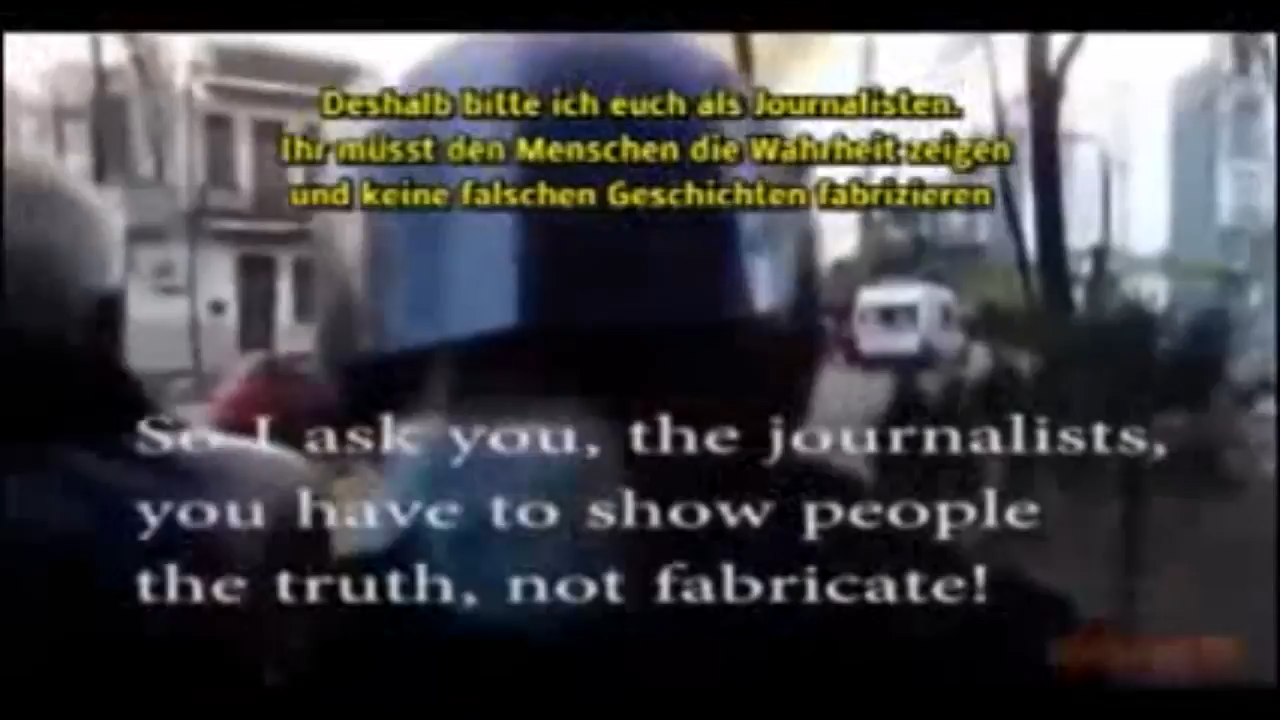 Deshalb bitte ich euch als Journalisten.
Ihr müsst den Menschen die Wahrheit zeigen
und keine falschen Geschichten fabrizieren
So I ask you, the journalists,
you have to show people
the truth, not fabricate!